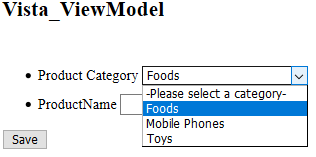 Vista_ViewModel
Product Category Foods
-Please select a category-
ProductName Foods
Mobile Phones
Save Toys